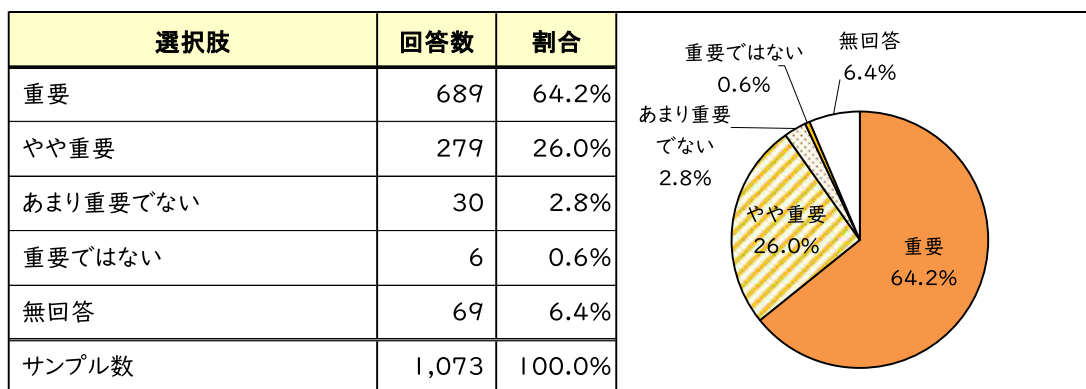 選択肢 回答数 割合
重要 689 64.2%
やや重要 279 26.0%
あまり重要でない 30 2.8%
重要ではない 6 0.6%
無回答 69 6.4%
サンプル数 1,073 100.0%
無回答
6.4%
重要ではない
0.6%
あまり重要
でない
2.8%
やや重要
26.0%
重要
64.2%